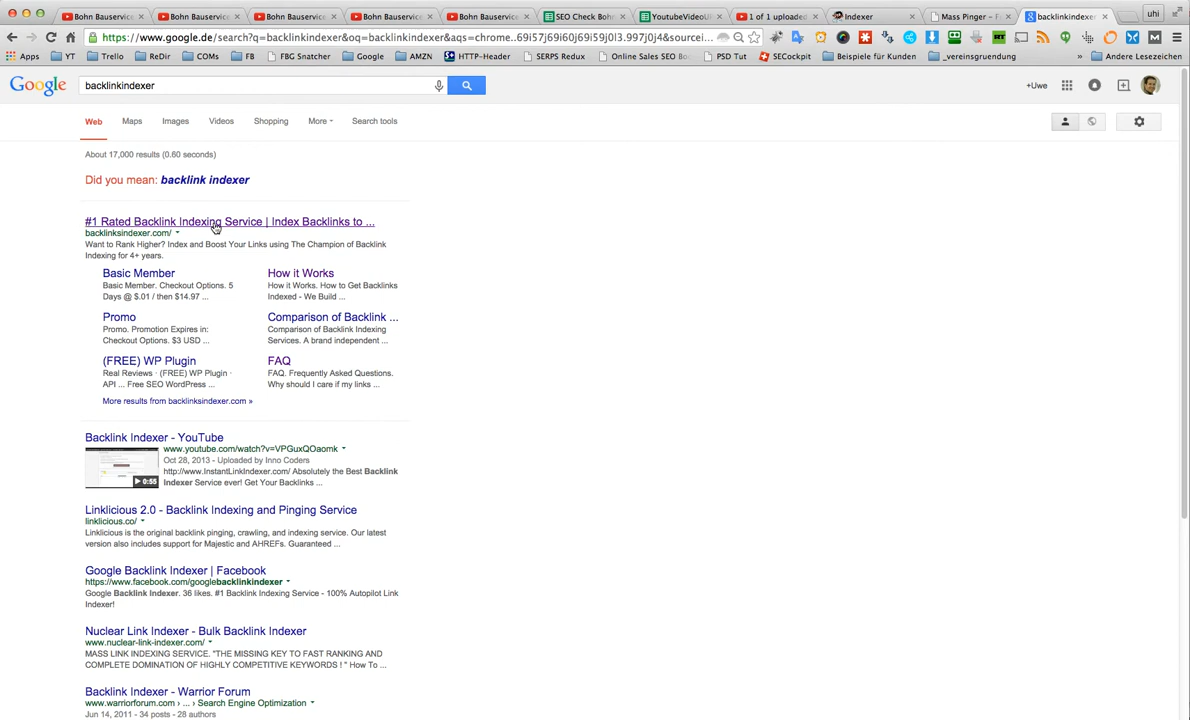 Bohn Bauservice
Bohn Bauservice
Bohn Bauservice
Bohn Bauservice
Bohn Bauservice
SEO Check Bohn
YoutubeVideoUR
1 of 1 uploaded
Indexer
Mass Pinger – F
backlinkindexer
uhi
https://www.google.de/search?q=backlinkindexer&oq=backlinkindexer&aqs=chrome..69i57j69i60j69i59j0l3.997j0j4&sourcei...
Apps
YT
Trello
ReDir
COMs
FB
FBG Snatcher
Google
AMZN
HTTP-Header
SERPS Redux
Online Sales SEO Bo
PSD Tut
SECockpit
Beispiele für Kunden
_vereinsgruendung
»
Andere Lesezeichen
Google
backlinkindexer
+Uwe
Web
Maps
Images
Videos
Shopping
More
Search tools
About 17,000 results (0.60 seconds)
Did you mean: backlink indexer
#1 Rated Backlink Indexing Service | Index Backlinks to ...
backlinksindexer.com/
Want to Rank Higher? Index and Boost Your Links using The Champion of Backlink
Indexing for 4+ years.
Basic Member
Basic Member. Checkout Options. 5
Days @ $.01 / then $14.97 ...
How it Works
How it Works. How to Get Backlinks
Indexed - We Build ...
Promo
Promo. Promotion Expires in:
Checkout Options. $3 USD ...
Comparison of Backlink ...
Comparison of Backlink Indexing
Services. A brand independent ...
(FREE) WP Plugin
Real Reviews · (FREE) WP Plugin ·
API ... Free SEO WordPress ...
FAQ
FAQ. Frequently Asked Questions.
Why should I care if my links ...
More results from backlinksindexer.com »
Backlink Indexer - YouTube
www.youtube.com/watch?v=VPGuxQOaomk
Oct 28, 2013 - Uploaded by Inno Coders
http://www.InstantLinkIndexer.com/ Absolutely the Best Backlink
Indexer Service ever! Get Your Backlinks ...
0:55
Linklicious 2.0 - Backlink Indexing and Pinging Service
linklicious.co/
Linklicious is the original backlink pinging, crawling, and indexing service. Our latest
version also includes support for Majestic and AHREFs. Guaranteed ...
Google Backlink Indexer | Facebook
https://www.facebook.com/googlebacklinkindexer
Google Backlink Indexer. 36 likes. #1 Backlink Indexing Service - 100% Autopilot Link
Indexer!
Nuclear Link Indexer - Bulk Backlink Indexer
www.nuclear-link-indexer.com/
MASS LINK INDEXING SERVICE. "THE MISSING KEY TO FAST RANKING AND
COMPLETE DOMINATION OF HIGHLY COMPETITIVE KEYWORDS ! " How To ...
Backlink Indexer - Warrior Forum
www.warriorforum.com › ... › Search Engine Optimization
Jun 14, 2011 - 34 posts - 28 authors